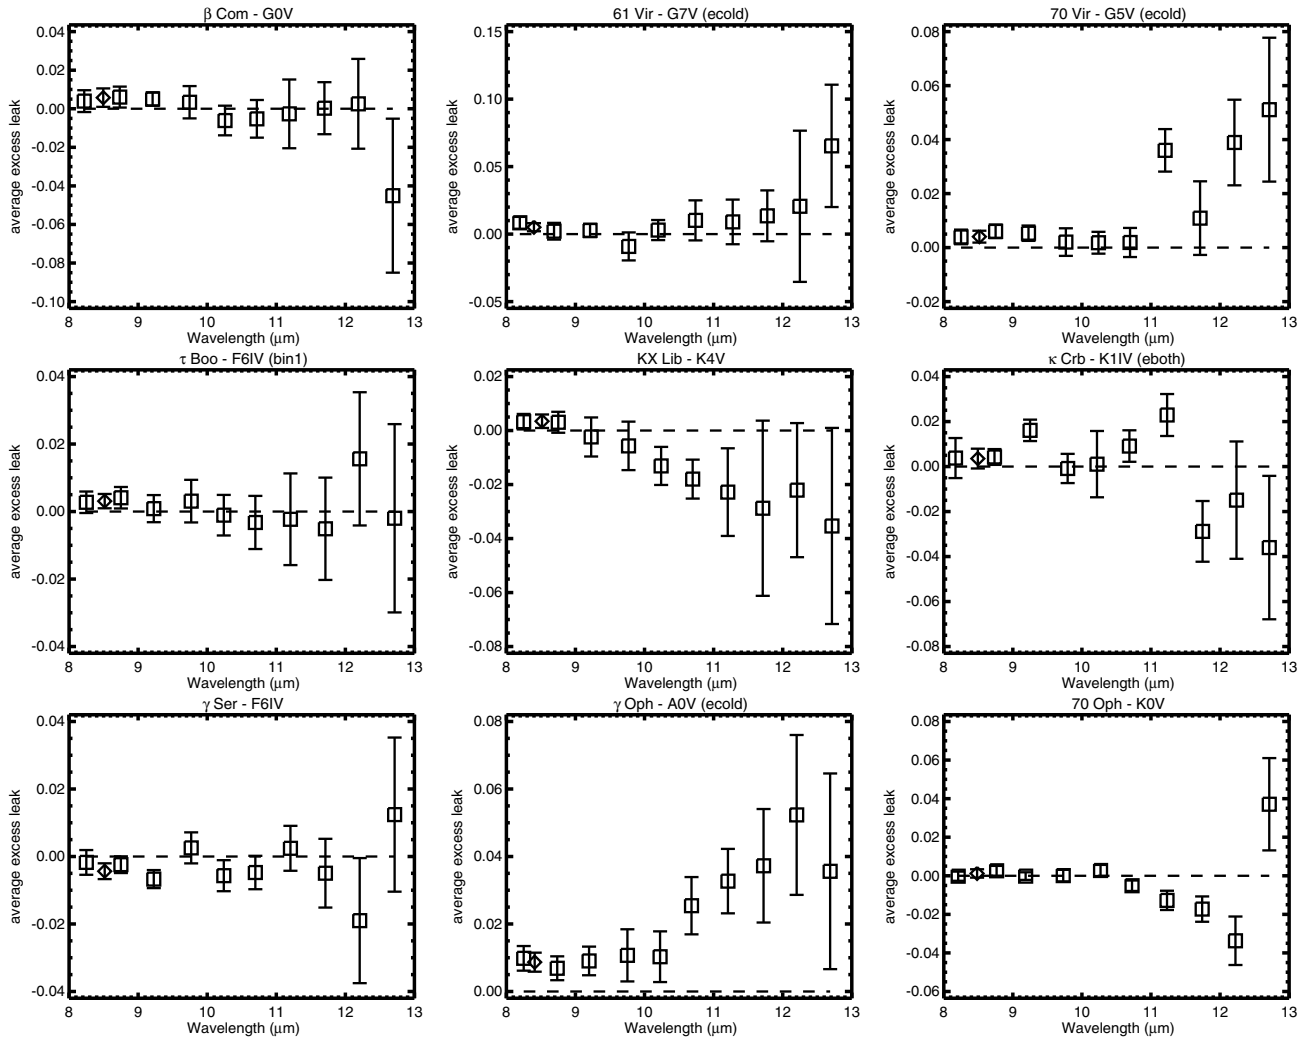 β Com - G0V
61 Vir - G7V (ecold)
70 Vir - G5V (ecold)
average excess leak
0.04
0.02
0.00
-0.02
-0.04
-0.06
-0.08
-0.10
8 9 10 11 12 13
Wavelength (μm)
average excess leak
0.15
0.10
0.05
0.00
-0.05
8 9 10 11 12 13
Wavelength (μm)
average excess leak
0.08
0.06
0.04
0.02
0.00
-0.02
8 9 10 11 12 13
Wavelength (μm)
τ Boo - F6IV (bin1)
KX Lib - K4V
κ Crb - K1IV (eboth)
average excess leak
0.04
0.02
0.00
-0.02
-0.04
8 9 10 11 12 13
Wavelength (μm)
average excess leak
0.02
0.00
-0.02
-0.04
-0.06
-0.08
8 9 10 11 12 13
Wavelength (μm)
average excess leak
0.04
0.02
0.00
-0.02
-0.04
-0.06
-0.08
8 9 10 11 12 13
Wavelength (μm)
γ Ser - F6IV
γ Oph - A0V (ecold)
70 Oph - K0V
average excess leak
0.04
0.02
0.00
-0.02
-0.04
8 9 10 11 12 13
Wavelength (μm)
average excess leak
0.08
0.06
0.04
0.02
0.00
8 9 10 11 12 13
Wavelength (μm)
average excess leak
0.08
0.06
0.04
0.02
0.00
-0.02
-0.04
-0.06
8 9 10 11 12 13
Wavelength (μm)